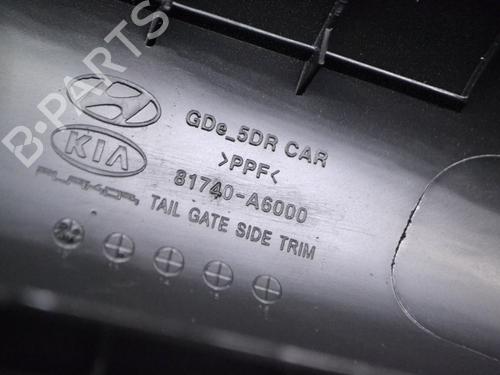 B-PARTS
GDe_5DR CAR
KIA
>PPF<
81740-A6000
TAIL GATE SIDE TRIM